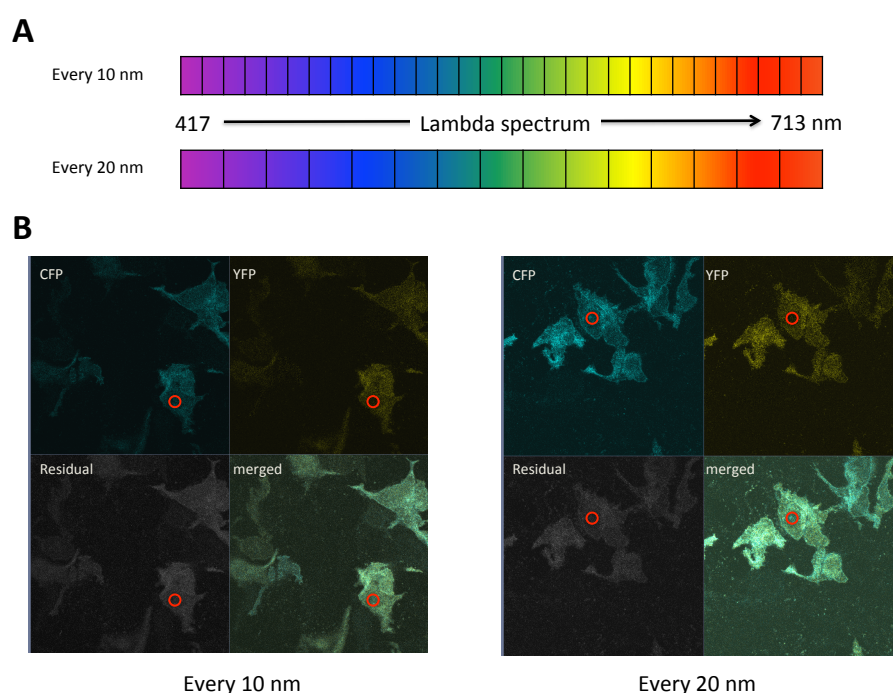 A
Every 10 nm
417 Lambda spectrum 713 nm
Every 20 nm
B
CFP YFP
Residual merged
CFP YFP
Residual merged
Every 10 nm
Every 20 nm